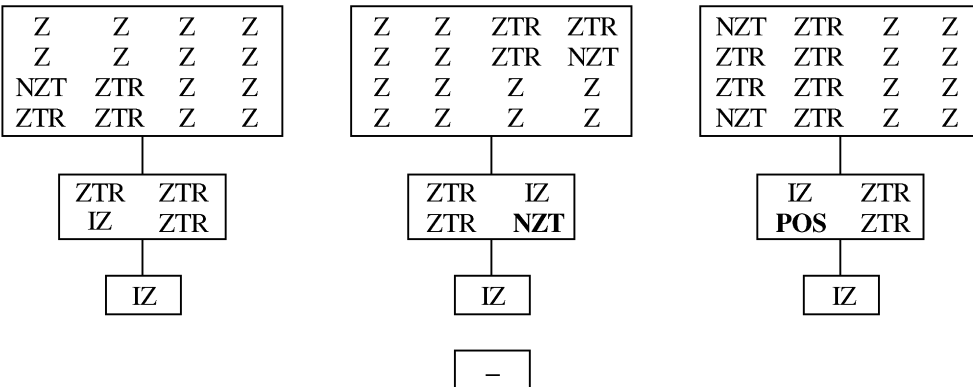 Z Z Z Z
Z Z Z Z
NZT ZTR Z Z
ZTR ZTR Z Z
ZTR ZTR
IZ ZTR
IZ
Z Z ZTR ZTR
Z Z ZTR NZT
Z Z Z Z
Z Z Z Z
ZTR IZ
ZTR NZT
IZ
NZT ZTR Z Z
ZTR ZTR Z Z
ZTR ZTR Z Z
NZT ZTR Z Z
IZ ZTR
POS ZTR
IZ
–